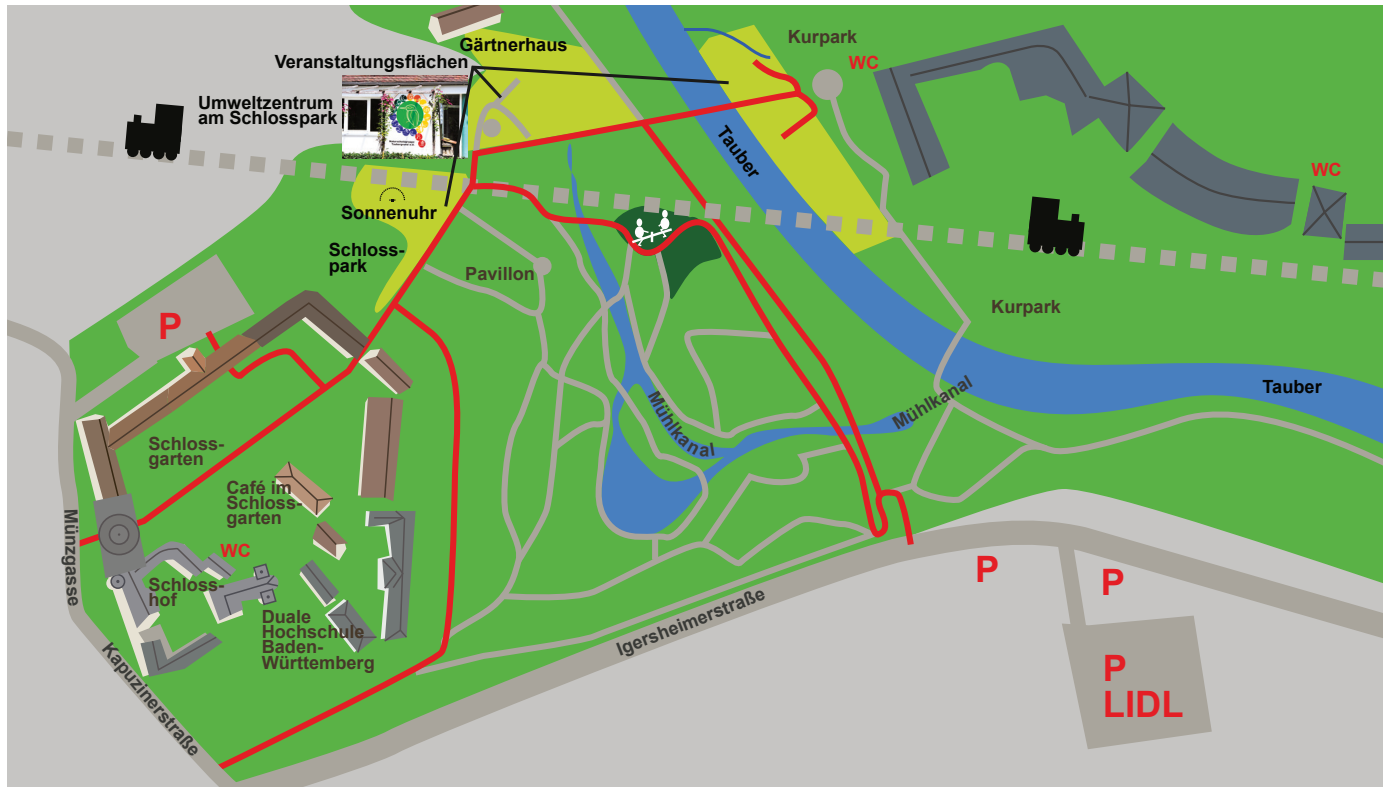 Gärtnerhaus
Veranstaltungsflächen
Kurpark
WC
Umweltzentrum
am Schlosspark
Tauber
WC
Sonnenuhr
Schloss-
park
Pavillon
Kurpark
P
Tauber
Mühlkanal
Mühlkanal
Schloss-
garten
Café im
Schloss-
garten
Münzgasse
WC
Schloss-
hof
Duale
Hochschule
Baden-
Württemberg
Kapuzinerstraße
Igersheimerstraße
P
P
P
LIDL